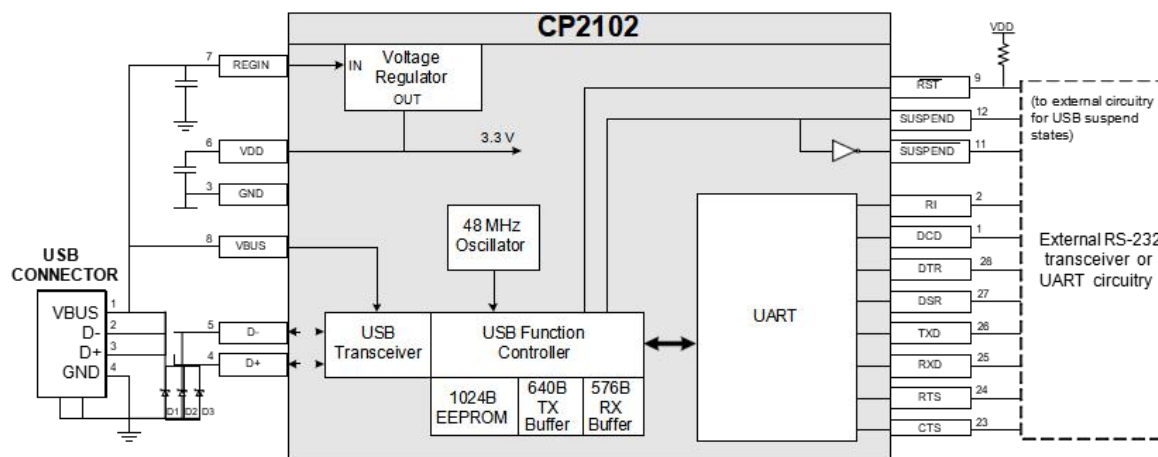 CP2102
VDD
7
REGIN
IN
Voltage
Regulator
OUT
RST
9
(to external circuitry
for USB suspend
states)
SUSPEND
12
6
VDD
3.3 V
SUSPEND
11
3
GND
RI
2
48 MHz
Oscillator
DCD
1
8
VBUS
External RS-232
transceiver or
UART circuitry
DTR
28
USB
CONNECTOR
DSR
27
VBUS
1
D-
2
D+
3
GND
4
5
D-
4
D+
USB
Transceiver
USB Function
Controller
UART
TXD
26
RXD
25
1024B
EEPROM
640B
TX
Buffer
576B
RX
Buffer
RTS
24
D1
D2
D3
CTS
23